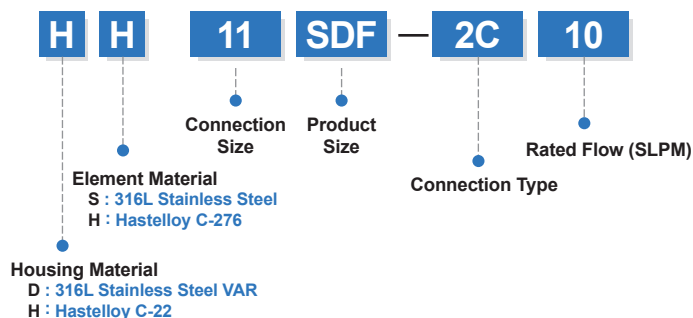 H H 11 SDF — 2C 10
Connection Size
Product Size
Rated Flow (SLPM)
Element Material
S : 316L Stainless Steel
H : Hastelloy C-276
Connection Type
Housing Material
D : 316L Stainless Steel VAR
H : Hastelloy C-22